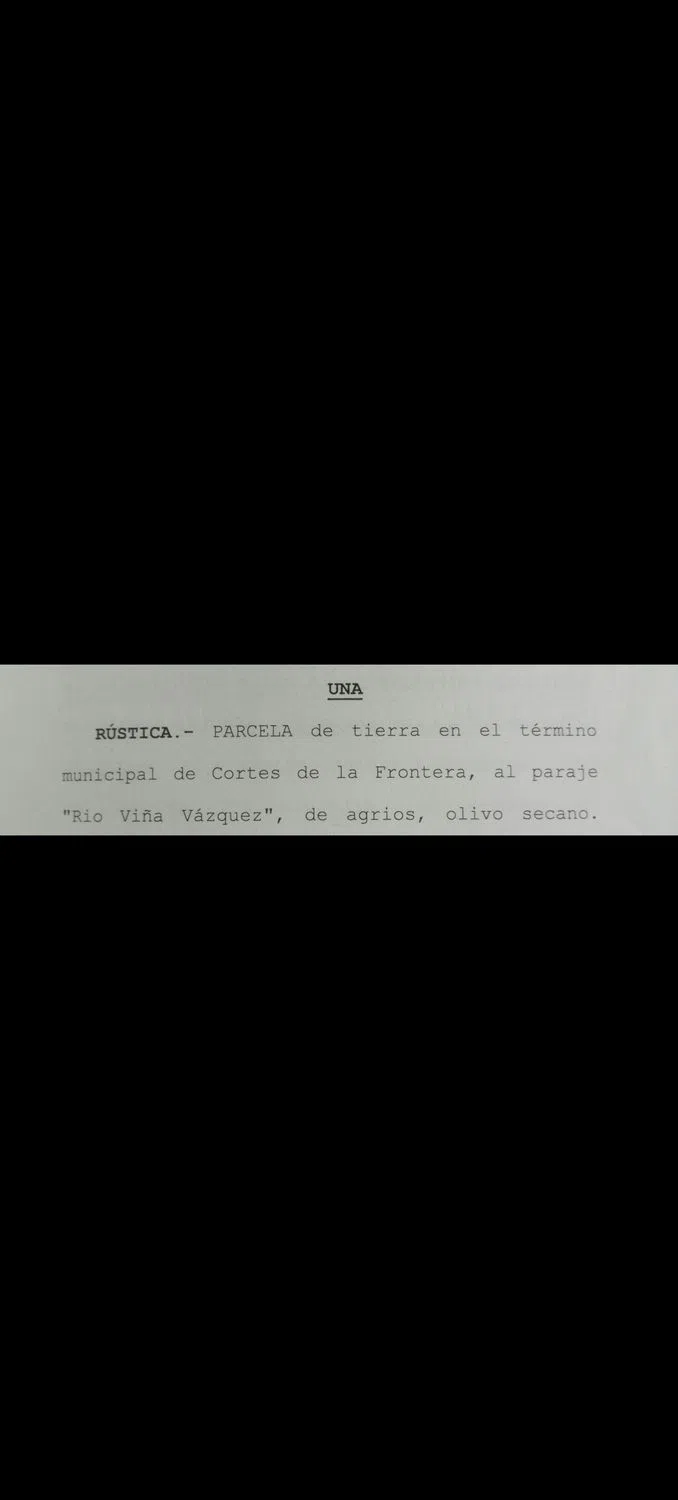 UNA
RÚSTICA.- PARCELA de tierra en el término
municipal de Cortes de la Frontera, al paraje
"Rio Viña Vázquez", de agrios, olivo secano.